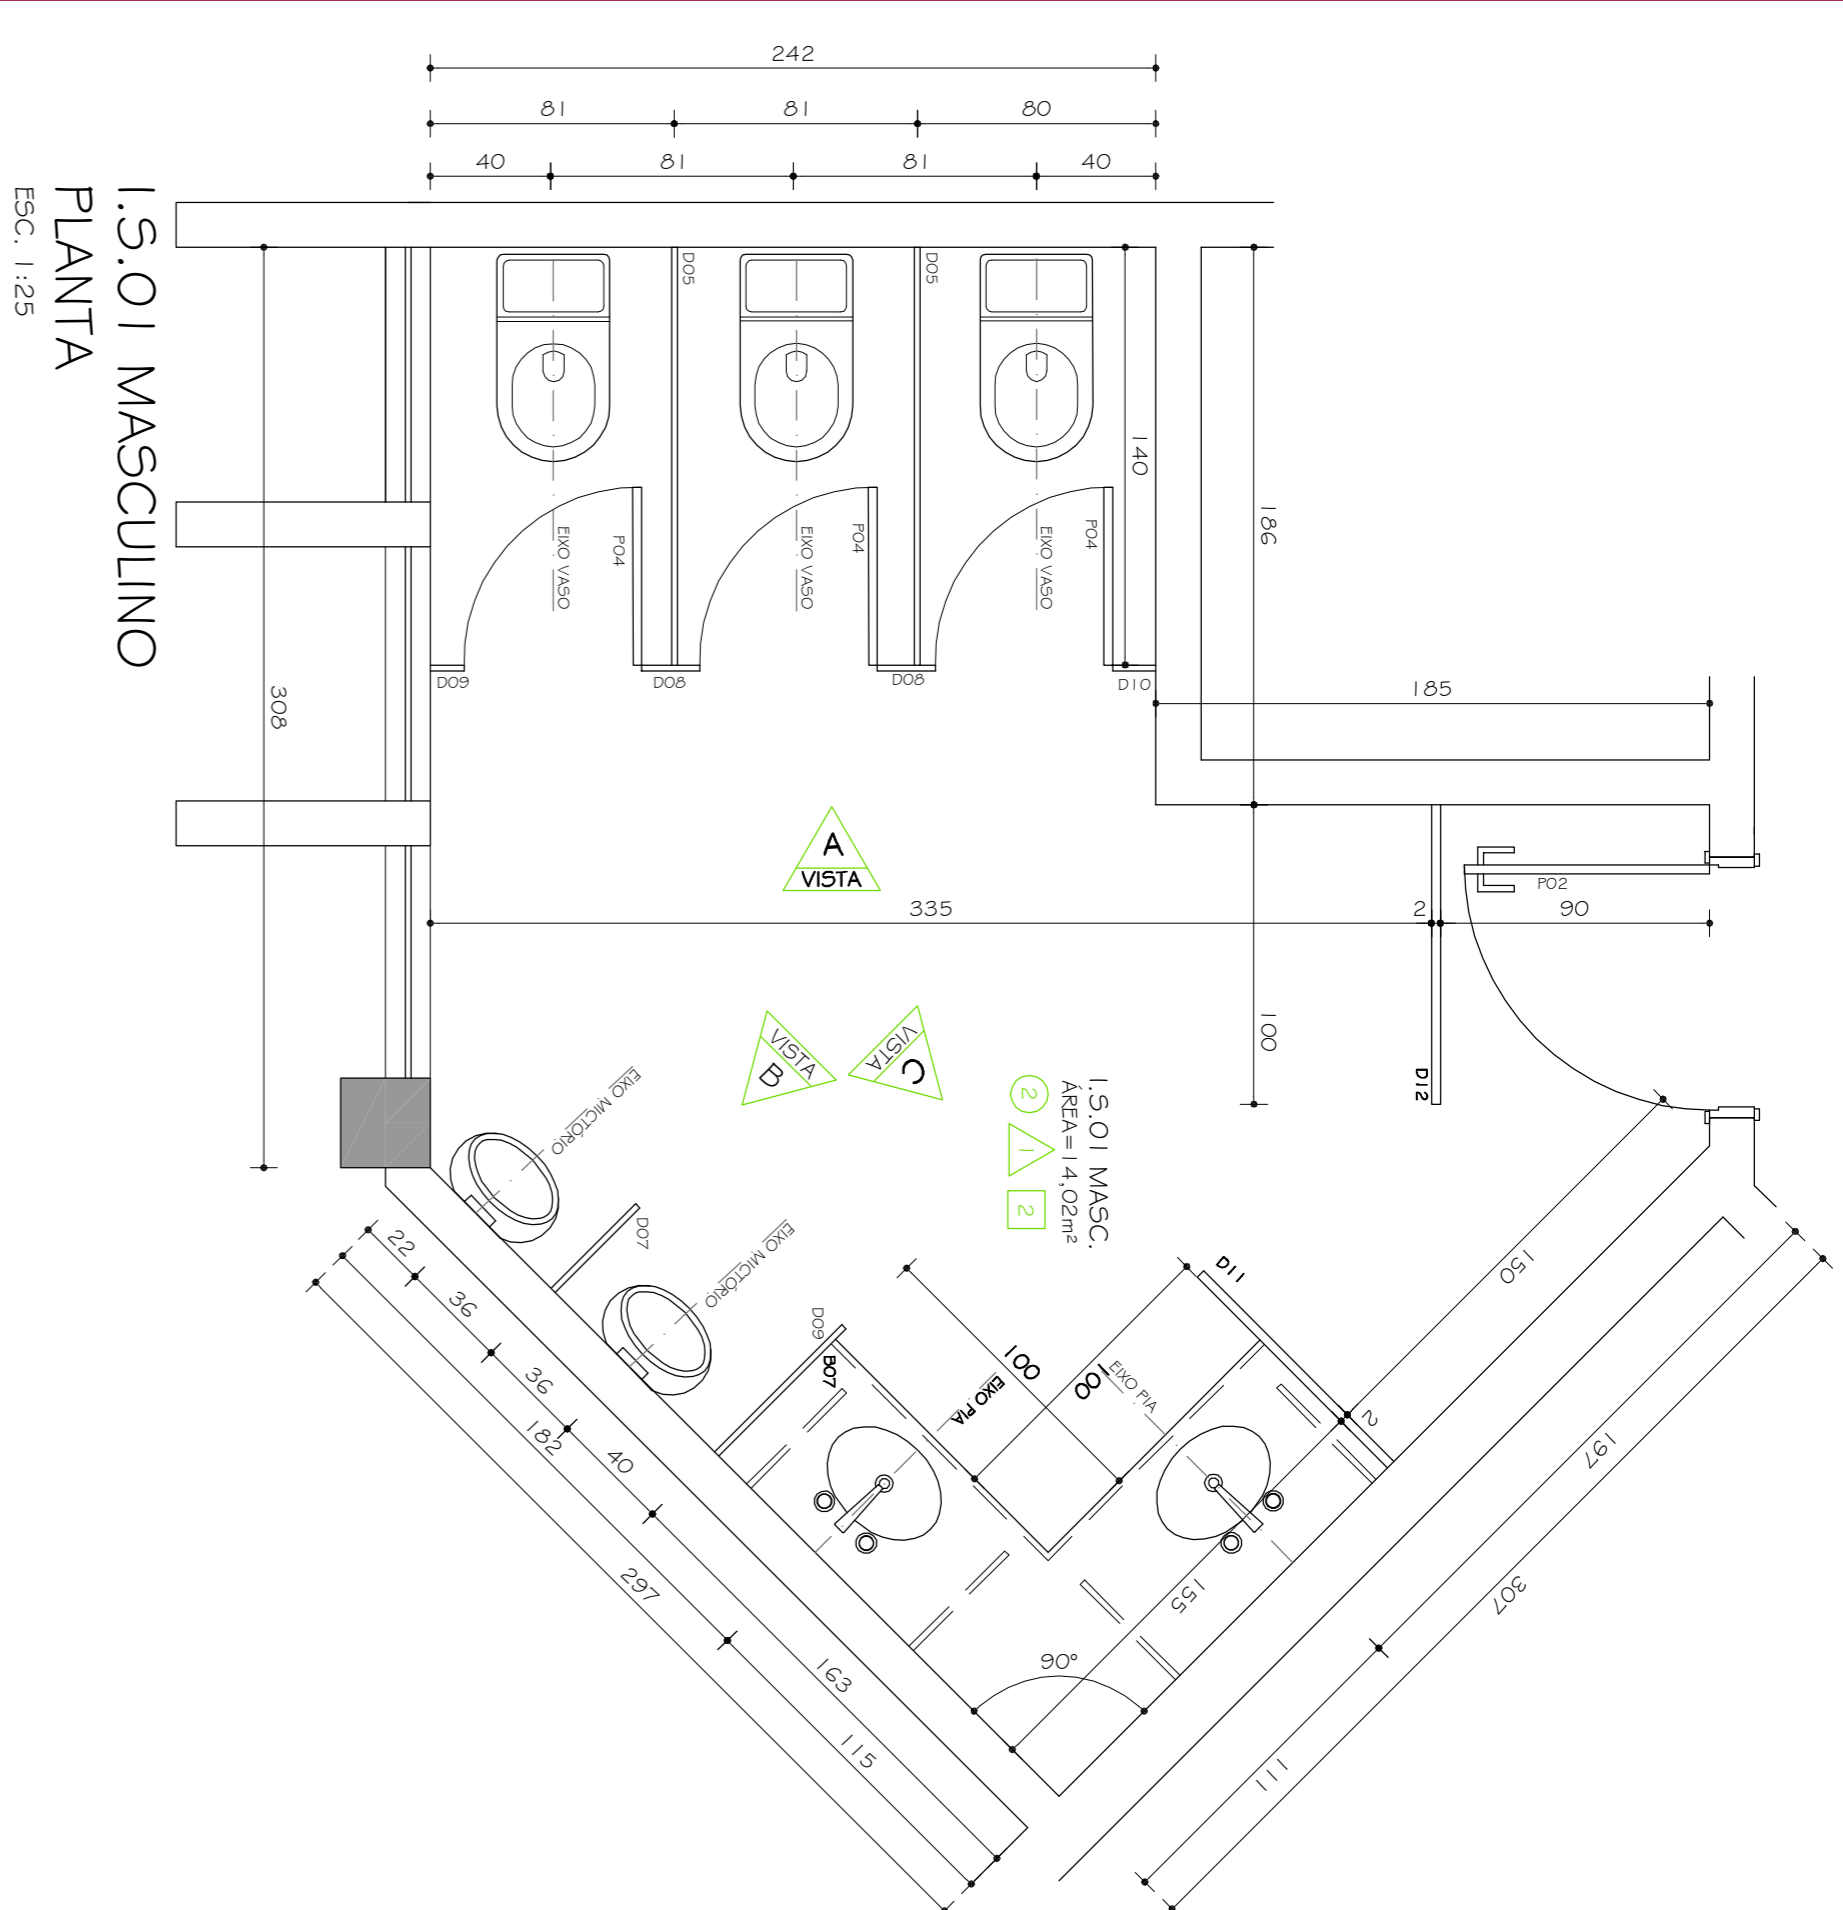 242
81
81
80
40
81
81
40
I.S.01 MASCULINO
PLANTA
ESC. 1:25
D05
D05
140
186
EIXO VASO
EIXO VASO
EIXO VASO
P04
P04
P04
D09
D08
D08
D10
308
185
A
VISTA
P02
335
2
90
100
D12
VISTA
B
VISTA
C
I.S.01 MASC.
ÁREA=14,02m²
2
1
2
EIXO MICTÓRIO
EIXO MICTÓRIO
D07
D09
B07
D11
100
100
EIXO PIA
EIXO PIA
150
2
197
307
155
111
90°
22
36
36
40
182
297
163
115